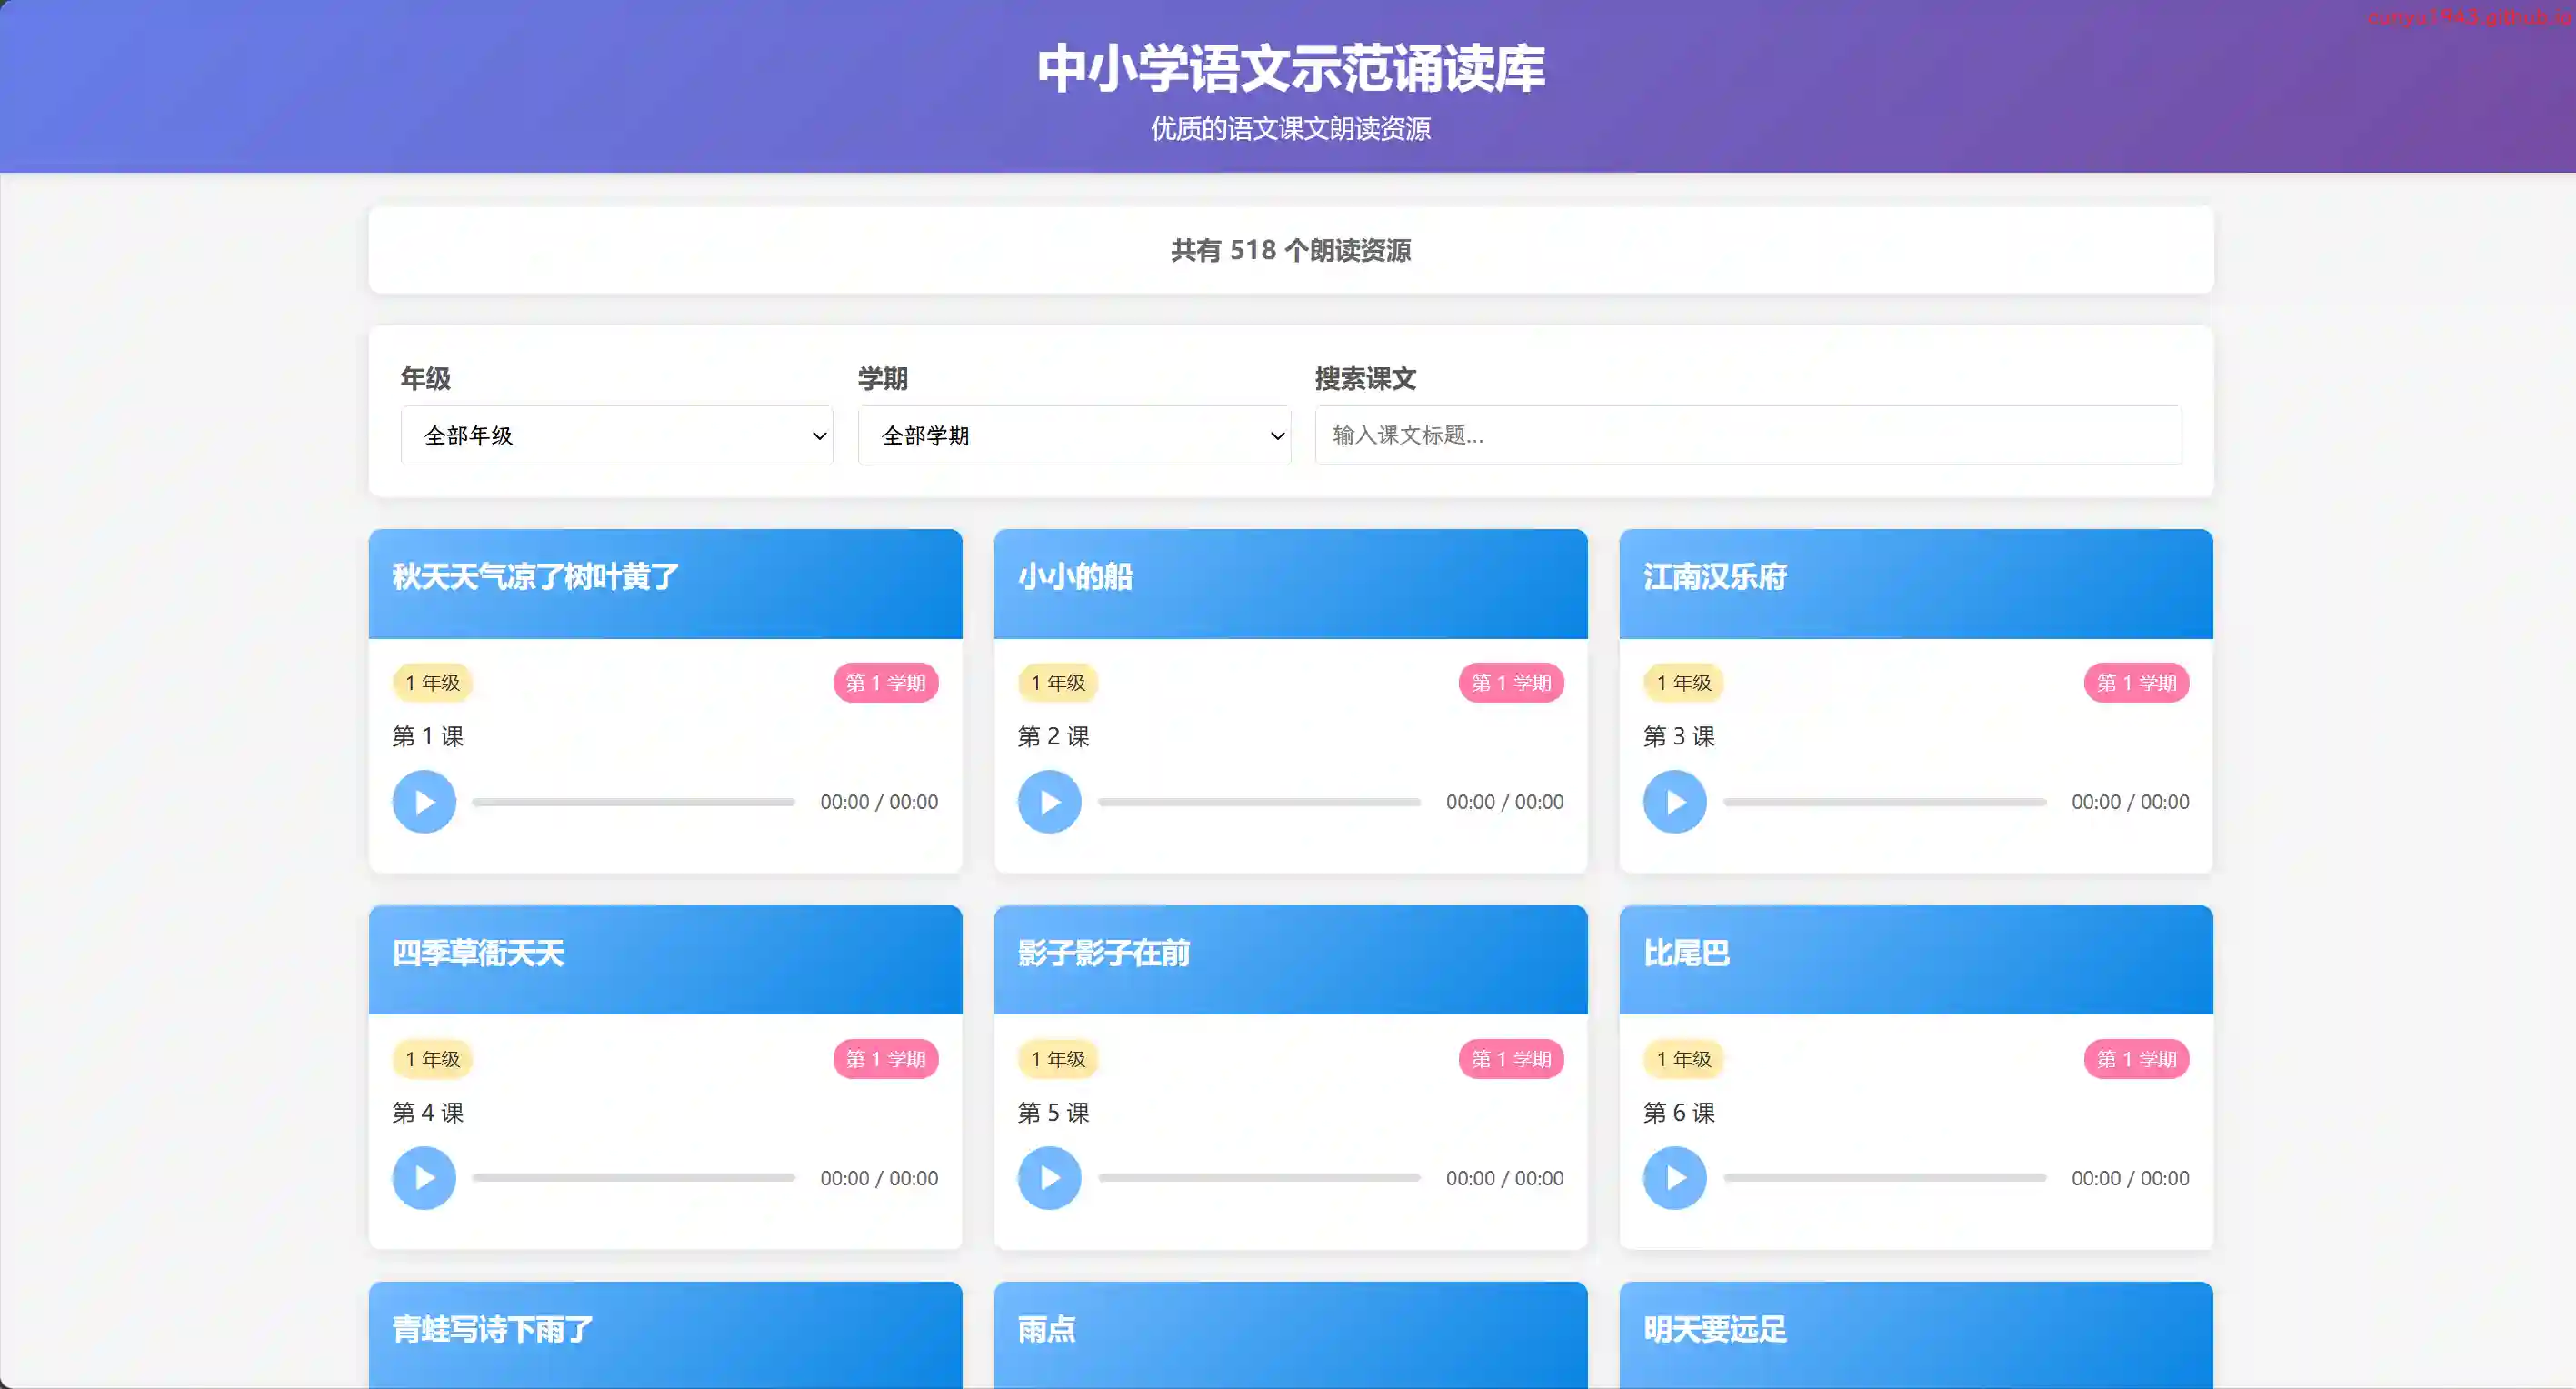 cunyu1943.github.io
中小学语文示范诵读库
优质的语文课文朗读资源
共有 518 个朗读资源
年级
学期
搜索课文
全部年级
全部学期
输入课文标题...
秋天天气凉了树叶黄了
小小的船
江南汉乐府
1 年级
第 1 学期
1 年级
第 1 学期
1 年级
第 1 学期
第 1 课
第 2 课
第 3 课
00:00 / 00:00
00:00 / 00:00
00:00 / 00:00
四季草衙天天
影子影子在前
比尾巴
1 年级
第 1 学期
1 年级
第 1 学期
1 年级
第 1 学期
第 4 课
第 5 课
第 6 课
00:00 / 00:00
00:00 / 00:00
00:00 / 00:00
青蛙写诗下雨了
雨点
明天要远足